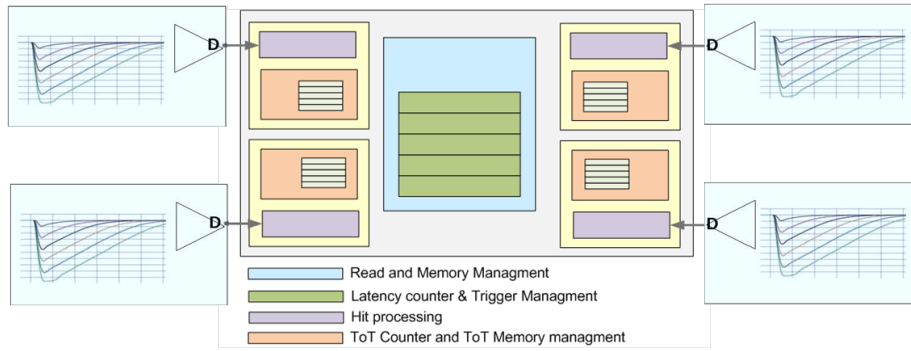 D
D
D
D
Read and Memory Managment
Latency counter & Trigger Managment
Hit processing
ToT Counter and ToT Memory managment